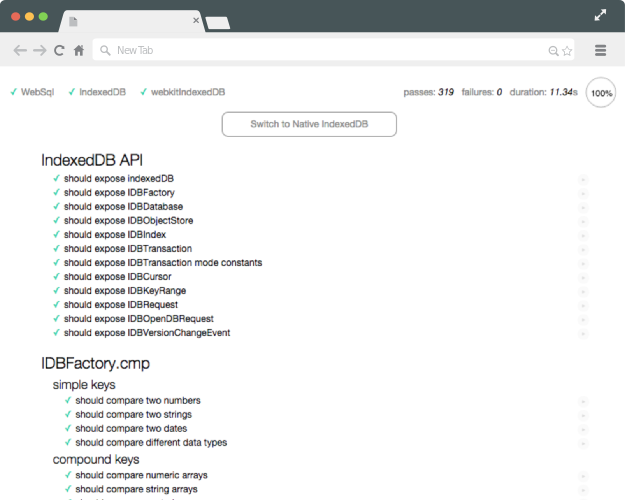 New Tab
✓ WebSql ✓ IndexedDB ✓ webkitIndexedDB passes: 319 failures: 0 duration: 11.34s 100%
Switch to Native IndexedDB
IndexedDB API
✓ should expose indexedDB
✓ should expose IDBFactory
✓ should expose IDBDatabase
✓ should expose IDBObjectStore
✓ should expose IDBIndex
✓ should expose IDBTransaction
✓ should expose IDBTransaction mode constants
✓ should expose IDBCursor
✓ should expose IDBKeyRange
✓ should expose IDBRequest
✓ should expose IDBOpenDBRequest
✓ should expose IDBVersionChangeEvent
IDBFactory.cmp
simple keys
✓ should compare two numbers
✓ should compare two strings
✓ should compare two dates
✓ should compare different data types
compound keys
✓ should compare numeric arrays
✓ should compare string arrays